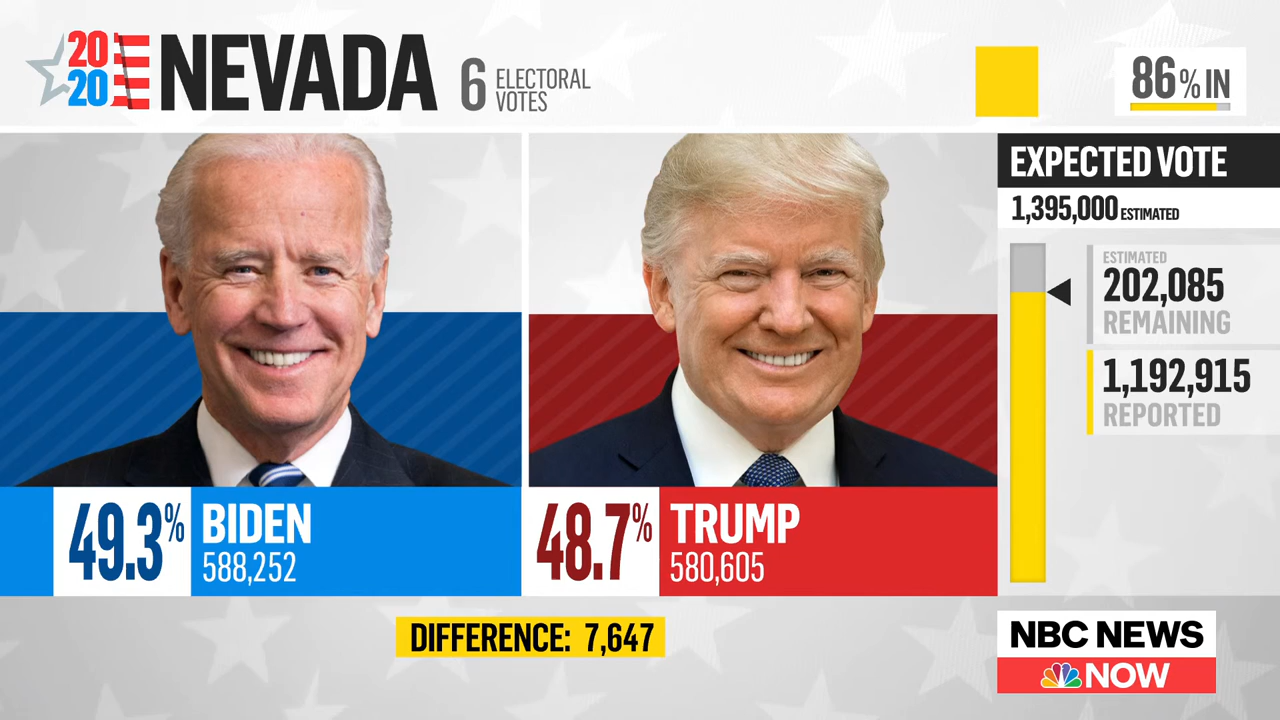 2020 NEVADA 6 ELECTORAL VOTES
86% IN
EXPECTED VOTE
1,395,000 ESTIMATED
ESTIMATED
202,085
REMAINING
1,192,915
REPORTED
49.3% BIDEN
588,252
48.7% TRUMP
580,605
DIFFERENCE: 7,647
NBC NEWS
NOW